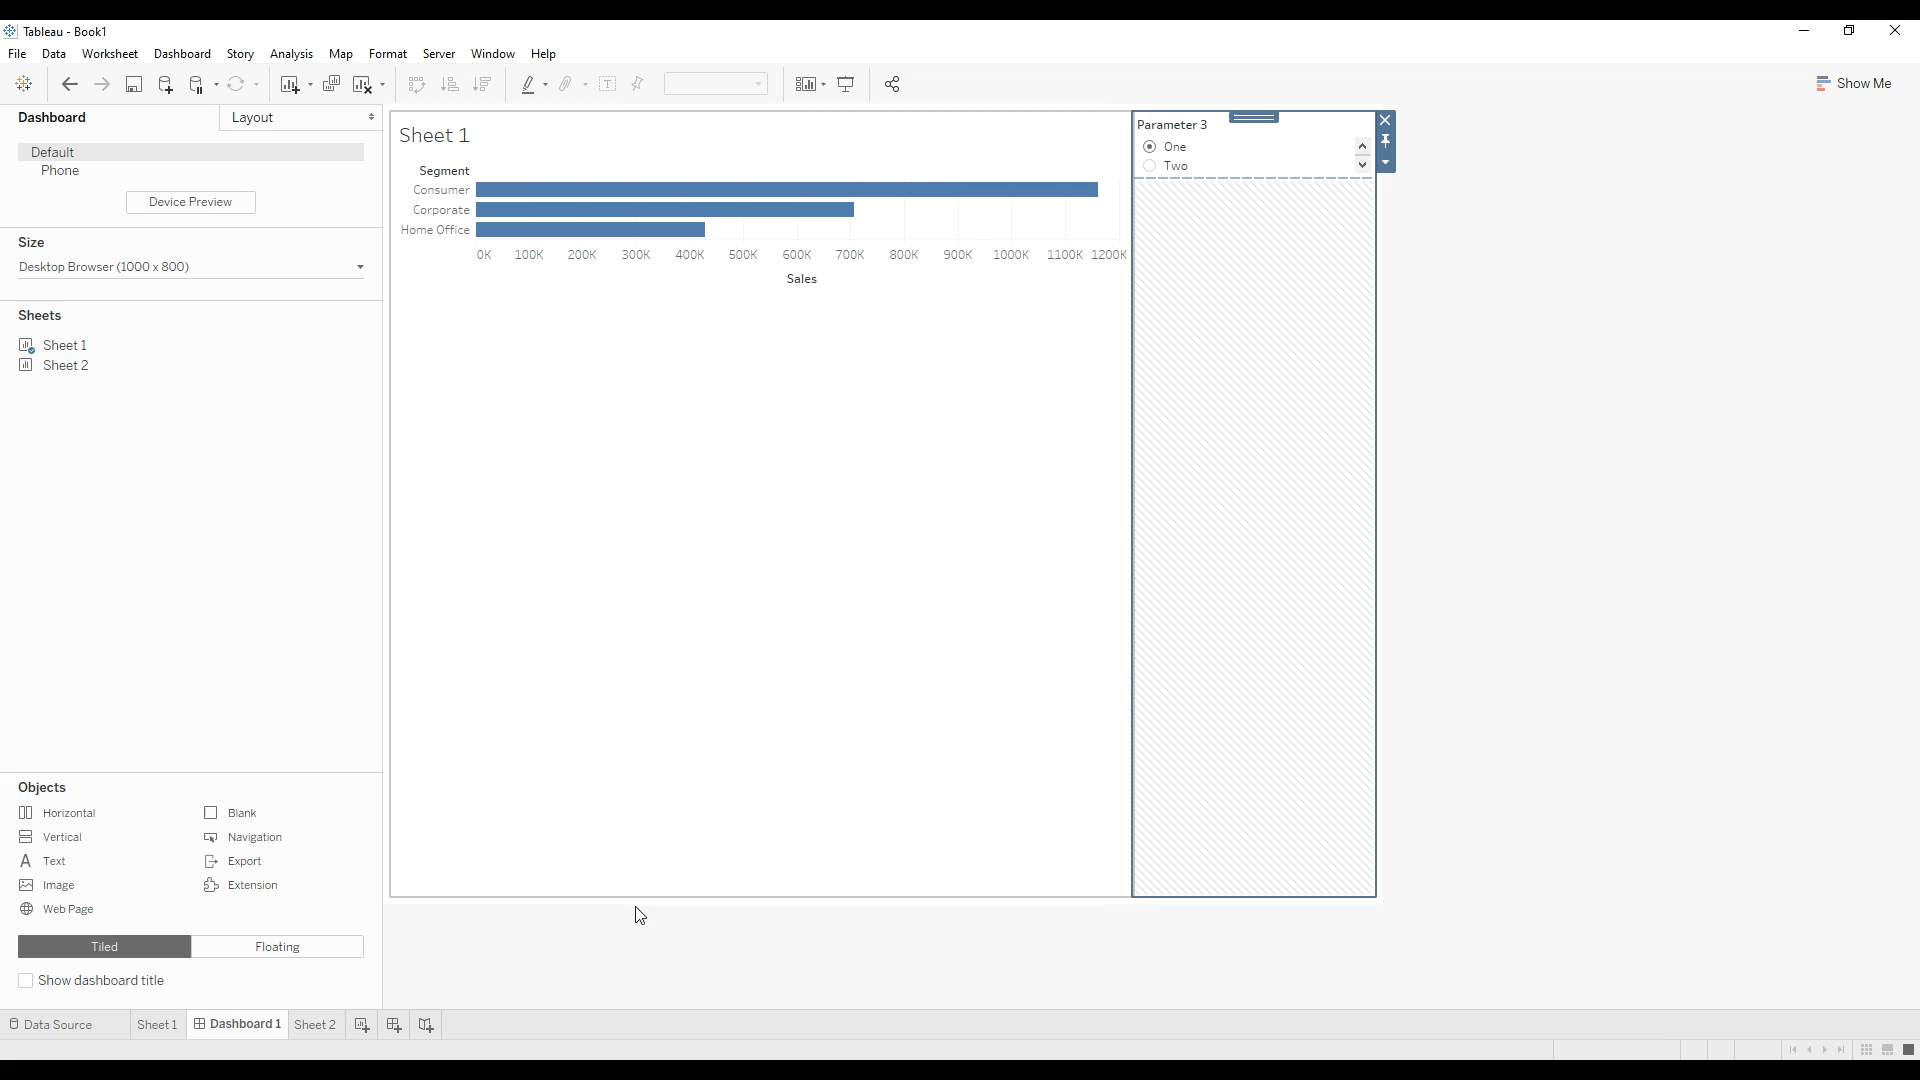 Tableau - Book1
File Data Worksheet Dashboard Story Analysis Map Format Server Window Help
Show Me
Dashboard Layout
Default
Phone
Device Preview
Size
Desktop Browser (1000 x 800)
Sheets
Sheet 1
Sheet 2
Objects
Horizontal Blank
Vertical Navigation
Text Export
Image Extension
Web Page
Tiled Floating
Show dashboard title
Sheet 1
Segment
Consumer
Corporate
Home Office
0K 100K 200K 300K 400K 500K 600K 700K 800K 900K 1000K 1100K 1200K
Sales
Parameter 3
One
Two
Data Source Sheet 1 Dashboard 1 Sheet 2